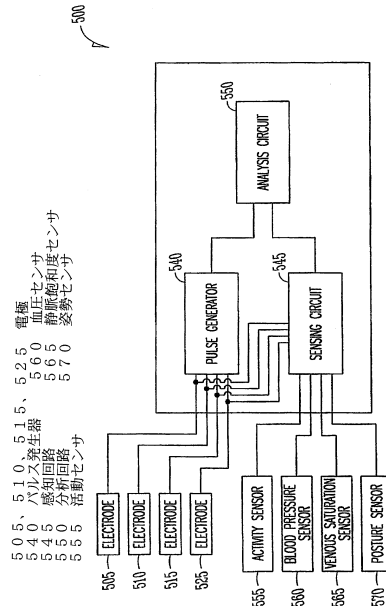 500
505、510、515、525 電極
540 パルス発生器 560 血圧センサ
545 感知回路 565 静脈飽和度センサ
550 分析回路 570 姿勢センサ
555 活動センサ
550
ANALYSIS CIRCUIT
540
PULSE GENERATOR
545
SENSING CIRCUIT
505 ELECTRODE
510 ELECTRODE
515 ELECTRODE
525 ELECTRODE
555 ACTIVITY SENSOR
560 BLOOD PRESSURE
SENSOR
565 VENOUS SATURATION
SENSOR
570 POSTURE SENSOR